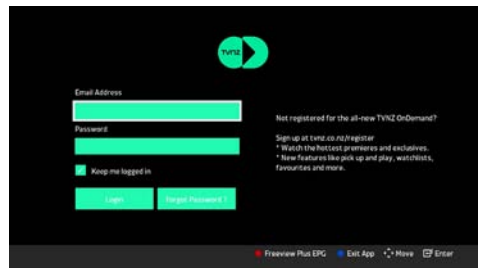 tvnz
Email Address
Not registered for the all-new TVNZ OnDemand?
Password
Sign up at tvnz.co.nz/register
* Watch the hottest premieres and exclusives.
* New features like pick up and play, watchlists,
favourites and more.
Keep me logged in
Login Forgot Password ?
Freeview Plus EPG Exit App Move Enter